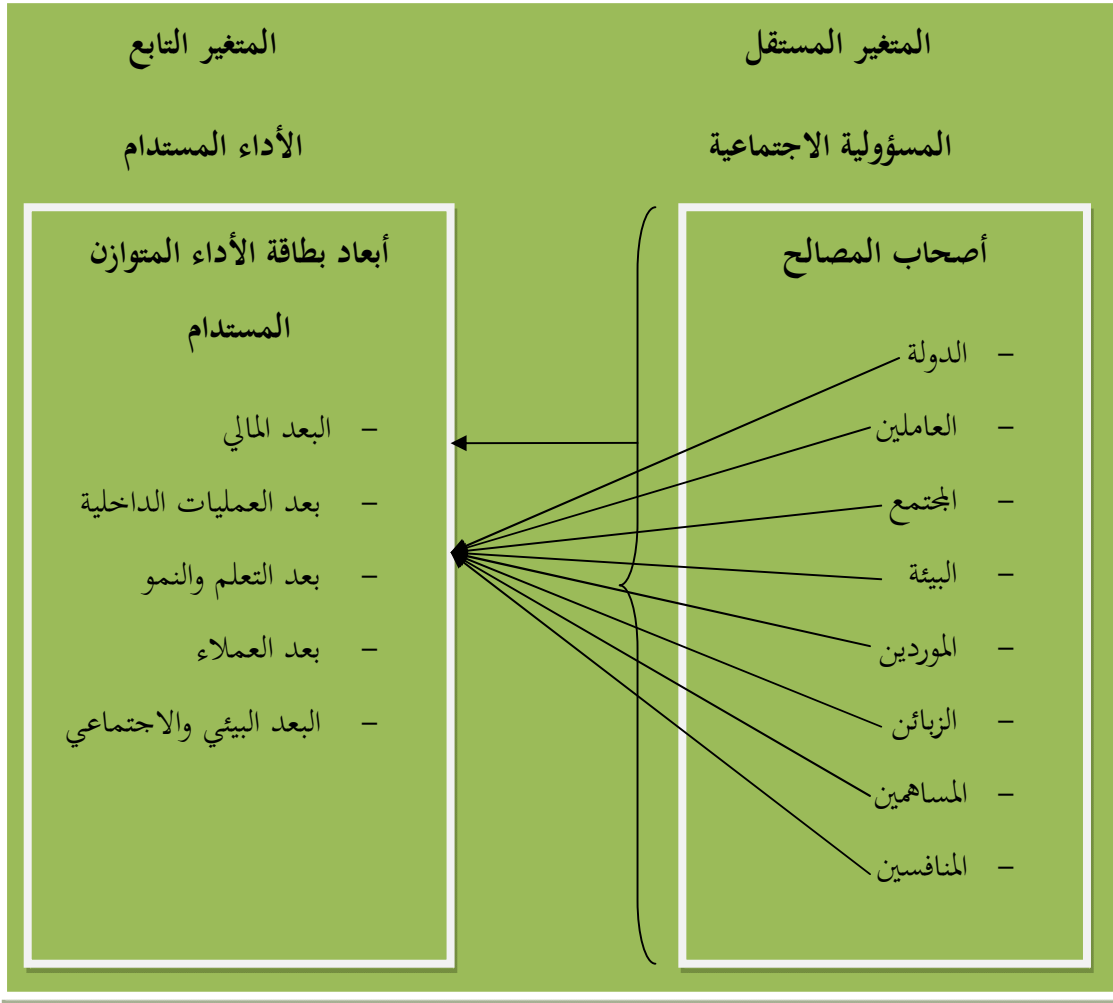 المتغير المستقل
المسؤولية الاجتماعية
أصحاب المصالح
– الدولة
– العاملين
– المجتمع
– البيئة
– الموردين
– الزبائن
– المساهمين
– المنافسين
المتغير التابع
الأداء المستدام
أبعاد بطاقة الأداء المتوازن
المستدام
– البعد المالي
– بعد العمليات الداخلية
– بعد التعلم والنمو
– بعد العملاء
– البعد البيئي والاجتماعي